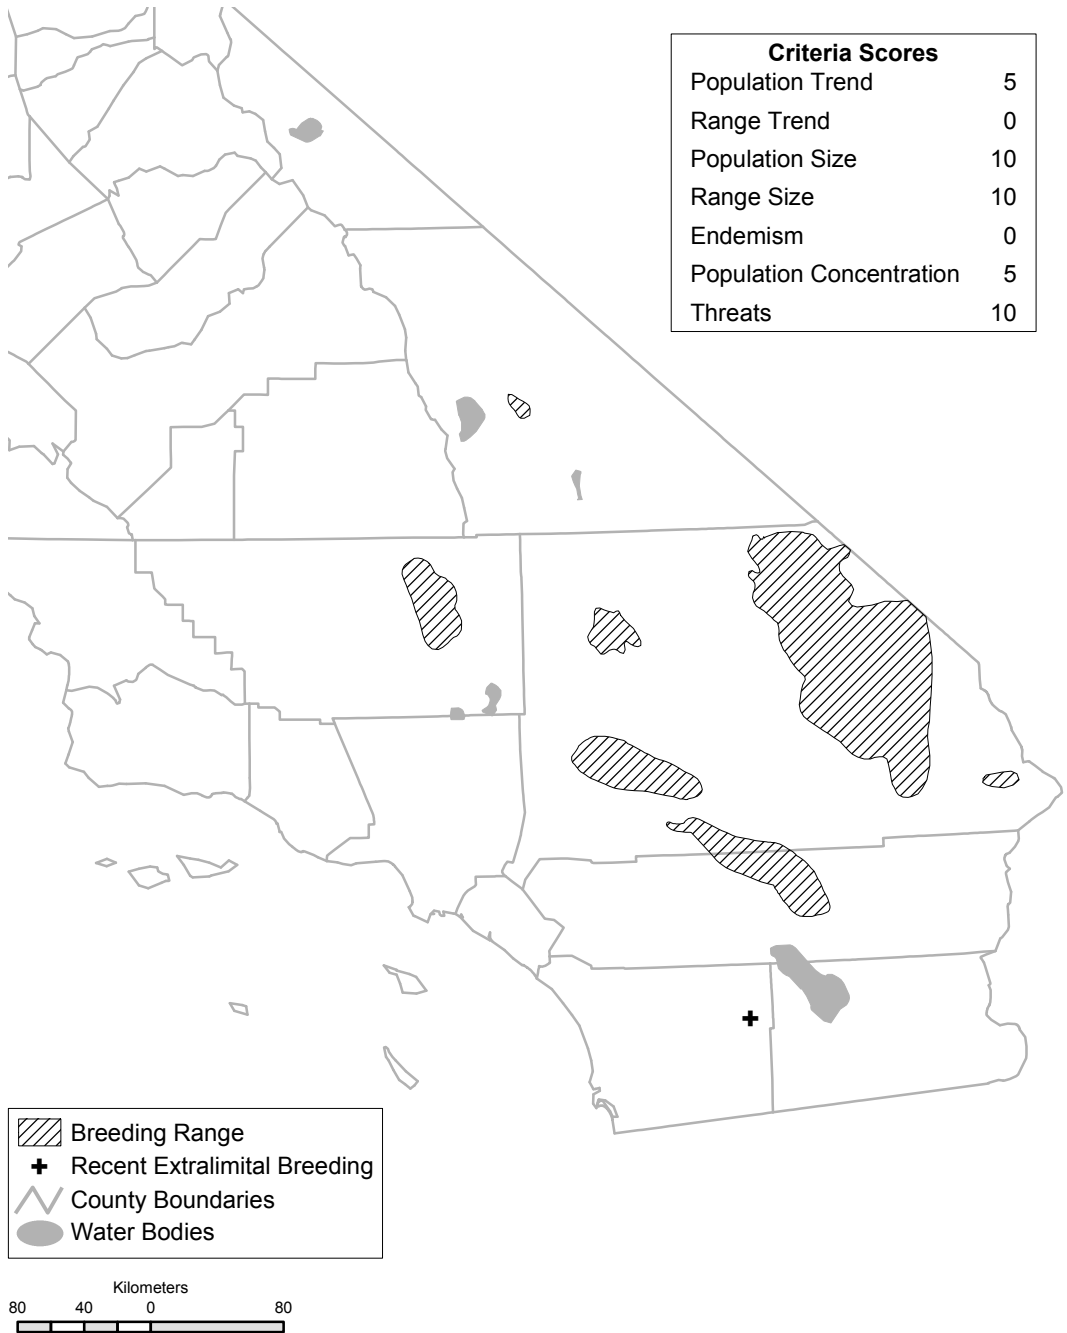 Criteria Scores
Population Trend 5
Range Trend 0
Population Size 10
Range Size 10
Endemism 0
Population Concentration 5
Threats 10
Breeding Range
Recent Extralimital Breeding
County Boundaries
Water Bodies
Kilometers
80 40 0 80